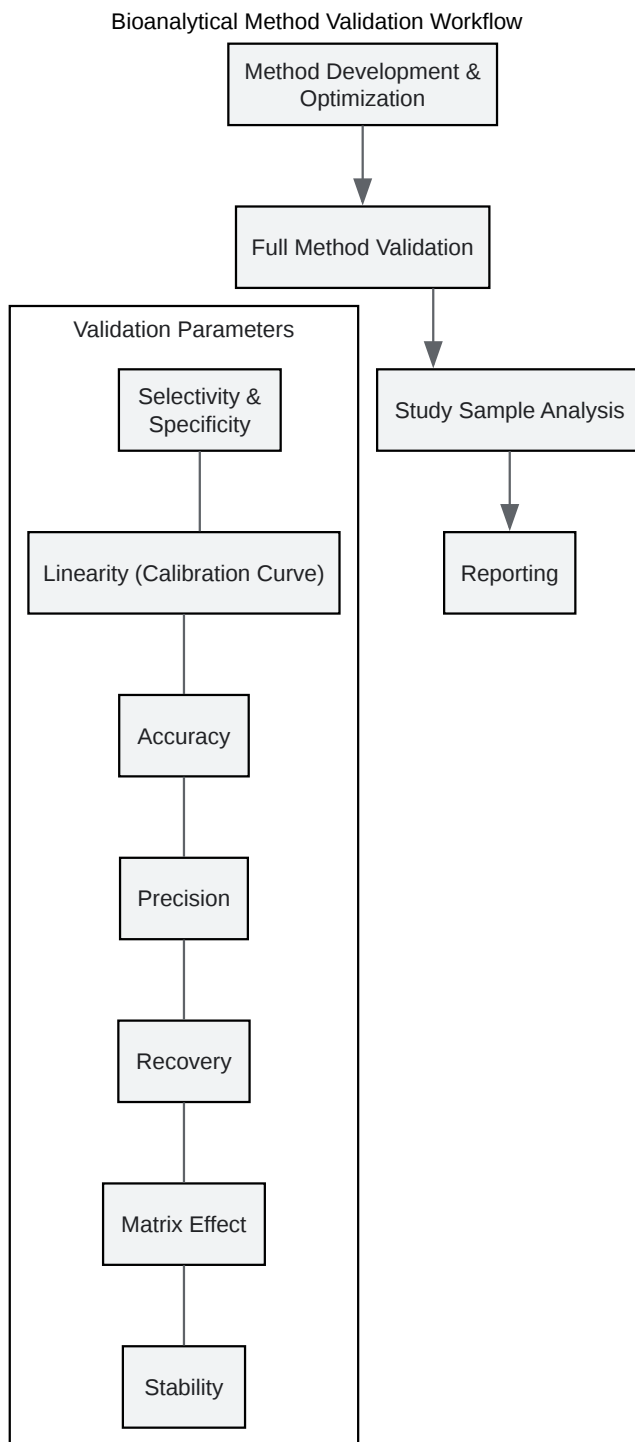 Bioanalytical Method Validation Workflow
Method Development &
Optimization
Full Method Validation
Validation Parameters
Selectivity &
Specificity
Study Sample Analysis
Linearity (Calibration Curve)
Reporting
Accuracy
Precision
Recovery
Matrix Effect
Stability